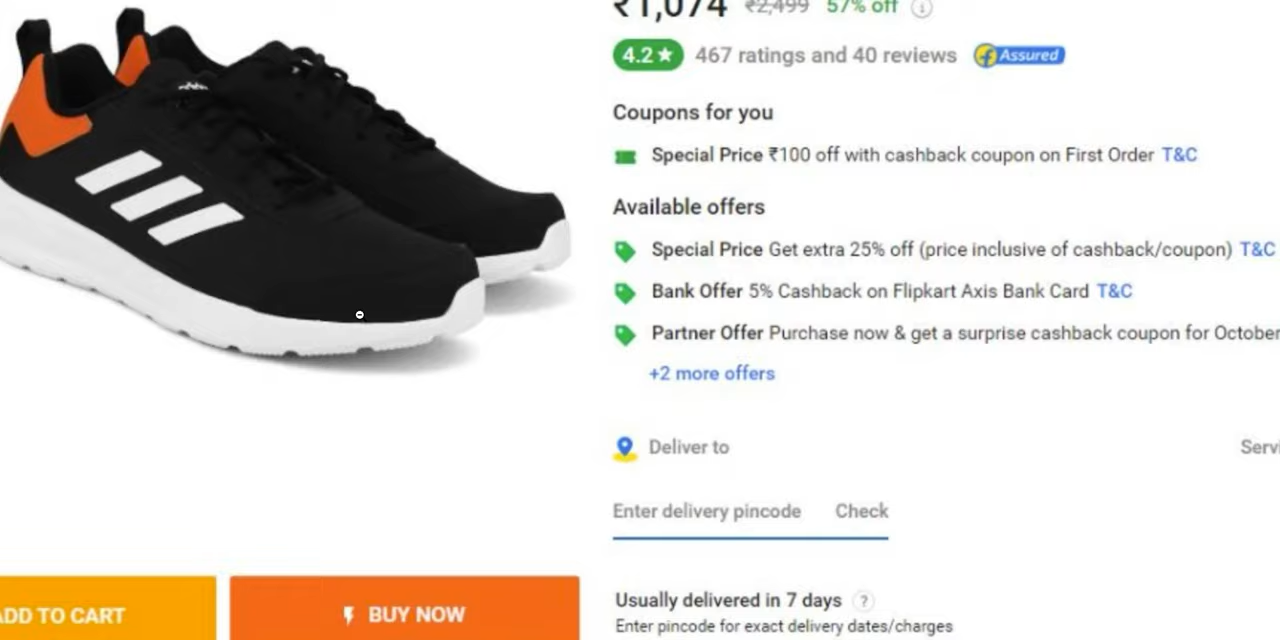 ₹1,074 ₹2,499 57% off
4.2★ 467 ratings and 40 reviews Assured
Coupons for you
Special Price ₹100 off with cashback coupon on First Order T&C
Available offers
Special Price Get extra 25% off (price inclusive of cashback/coupon) T&C
Bank Offer 5% Cashback on Flipkart Axis Bank Card T&C
Partner Offer Purchase now & get a surprise cashback coupon for October
+2 more offers
Deliver to
Enter delivery pincode Check
ADD TO CART
BUY NOW
Usually delivered in 7 days ?
Enter pincode for exact delivery dates/charges